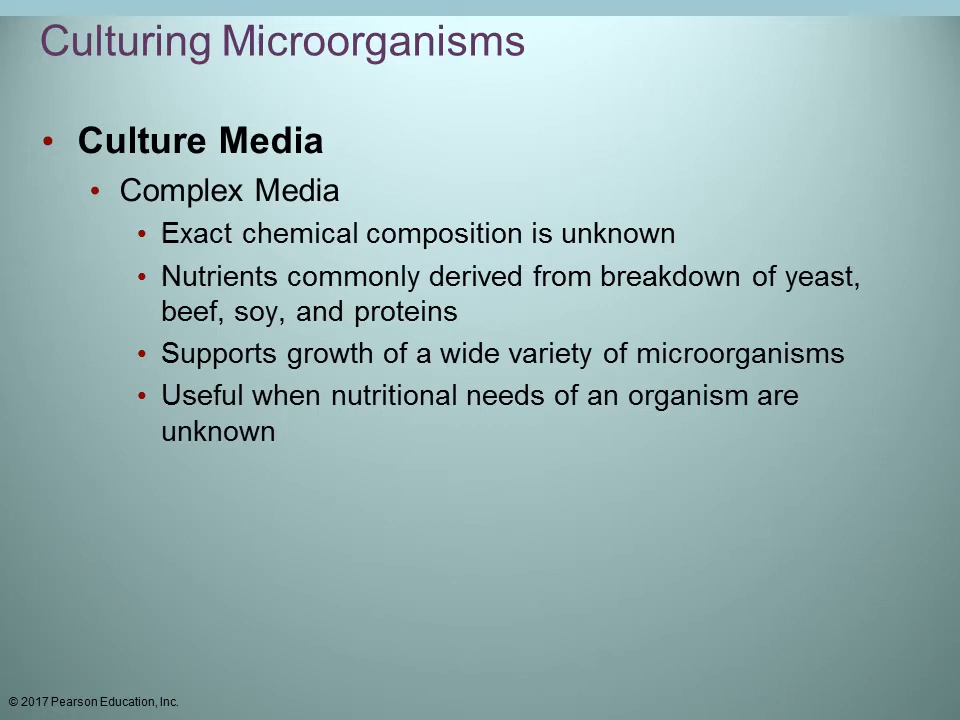 Culturing Microorganisms
• Culture Media
• Complex Media
• Exact chemical composition is unknown
• Nutrients commonly derived from breakdown of yeast,
beef, soy, and proteins
• Supports growth of a wide variety of microorganisms
• Useful when nutritional needs of an organism are
unknown
© 2017 Pearson Education, Inc.